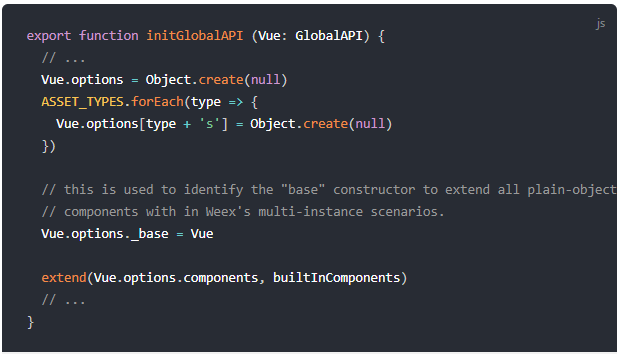 js
export function initGlobalAPI (Vue: GlobalAPI) {
  // ...
  Vue.options = Object.create(null)
  ASSET_TYPES.forEach(type => {
    Vue.options[type + 's'] = Object.create(null)
  })

  // this is used to identify the "base" constructor to extend all plain-object
  // components with in Weex's multi-instance scenarios.
  Vue.options._base = Vue

  extend(Vue.options.components, builtInComponents)
  // ...
}